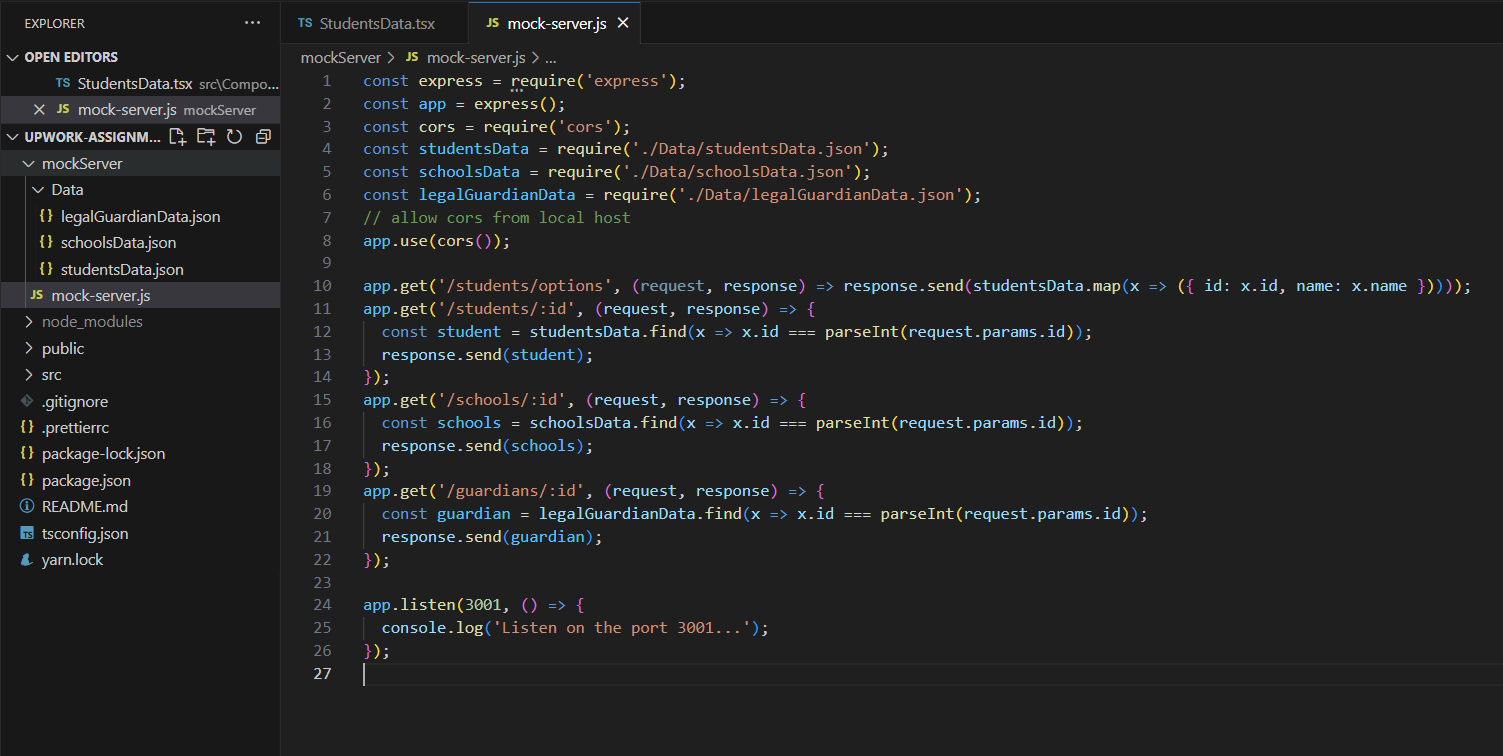 EXPLORER ...
OPEN EDITORS
TS StudentsData.tsx src\Compo...
JS mock-server.js mockServer
UPWORK-ASSIGNM...
mockServer
Data
{} legalGuardianData.json
{} schoolsData.json
{} studentsData.json
JS mock-server.js
node_modules
public
src
.gitignore
{} .prettierrc
{} package-lock.json
{} package.json
README.md
TS tsconfig.json
yarn.lock
TS StudentsData.tsx JS mock-server.js
mockServer > JS mock-server.js > ...
1 const express = require('express');
2 const app = express();
3 const cors = require('cors');
4 const studentsData = require('./Data/studentsData.json');
5 const schoolsData = require('./Data/schoolsData.json');
6 const legalGuardianData = require('./Data/legalGuardianData.json');
7 // allow cors from local host
8 app.use(cors());
9
10 app.get('/students/options', (request, response) => response.send(studentsData.map(x => ({ id: x.id, name: x.name }))));
11 app.get('/students/:id', (request, response) => {
12 const student = studentsData.find(x => x.id === parseInt(request.params.id));
13 response.send(student);
14 });
15 app.get('/schools/:id', (request, response) => {
16 const schools = schoolsData.find(x => x.id === parseInt(request.params.id));
17 response.send(schools);
18 });
19 app.get('/guardians/:id', (request, response) => {
20 const guardian = legalGuardianData.find(x => x.id === parseInt(request.params.id));
21 response.send(guardian);
22 });
23
24 app.listen(3001, () => {
25 console.log('Listen on the port 3001...');
26 });
27